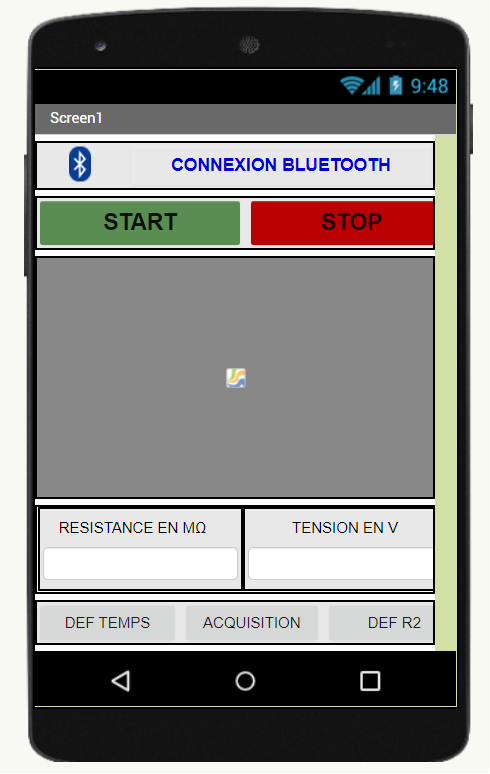 9:48
Screen1
CONNEXION BLUETOOTH
START STOP
RESISTANCE EN MΩ TENSION EN V
DEF TEMPS ACQUISITION DEF R2